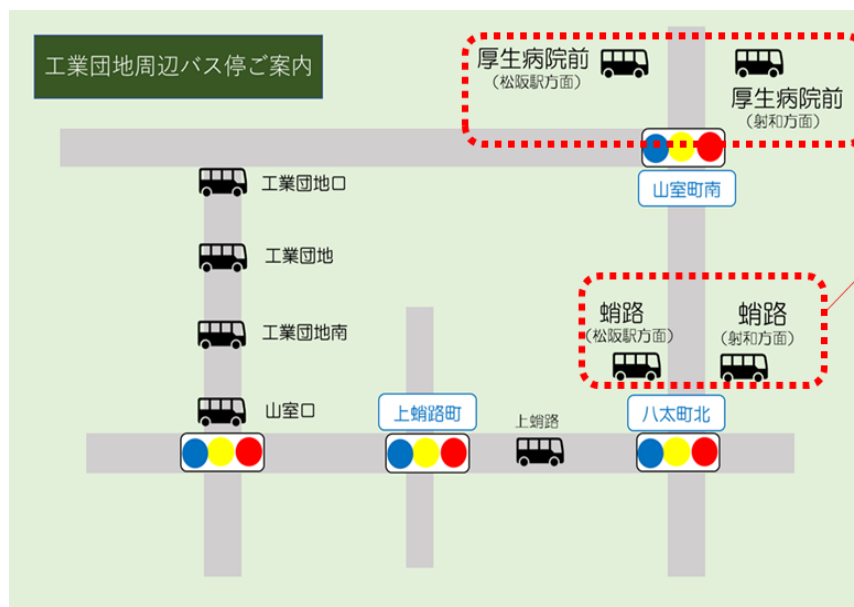 工業団地周辺バス停ご案内
厚生病院前
(松阪駅方面)
厚生病院前
(射和方面)
山室町南
工業団地口
工業団地
工業団地南
山室口
蛸路
(松阪駅方面)
蛸路
(射和方面)
上蛸路町
上蛸路
八太町北